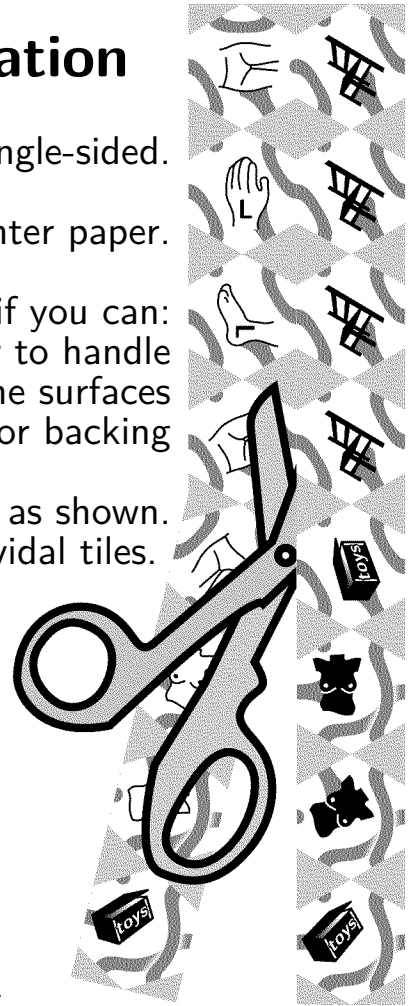 ation
ngle-sided.
L
nter paper.
if you can:
L
r to handle
ne surfaces
or backing
as shown.
vidal tiles.
toys
toys
toys